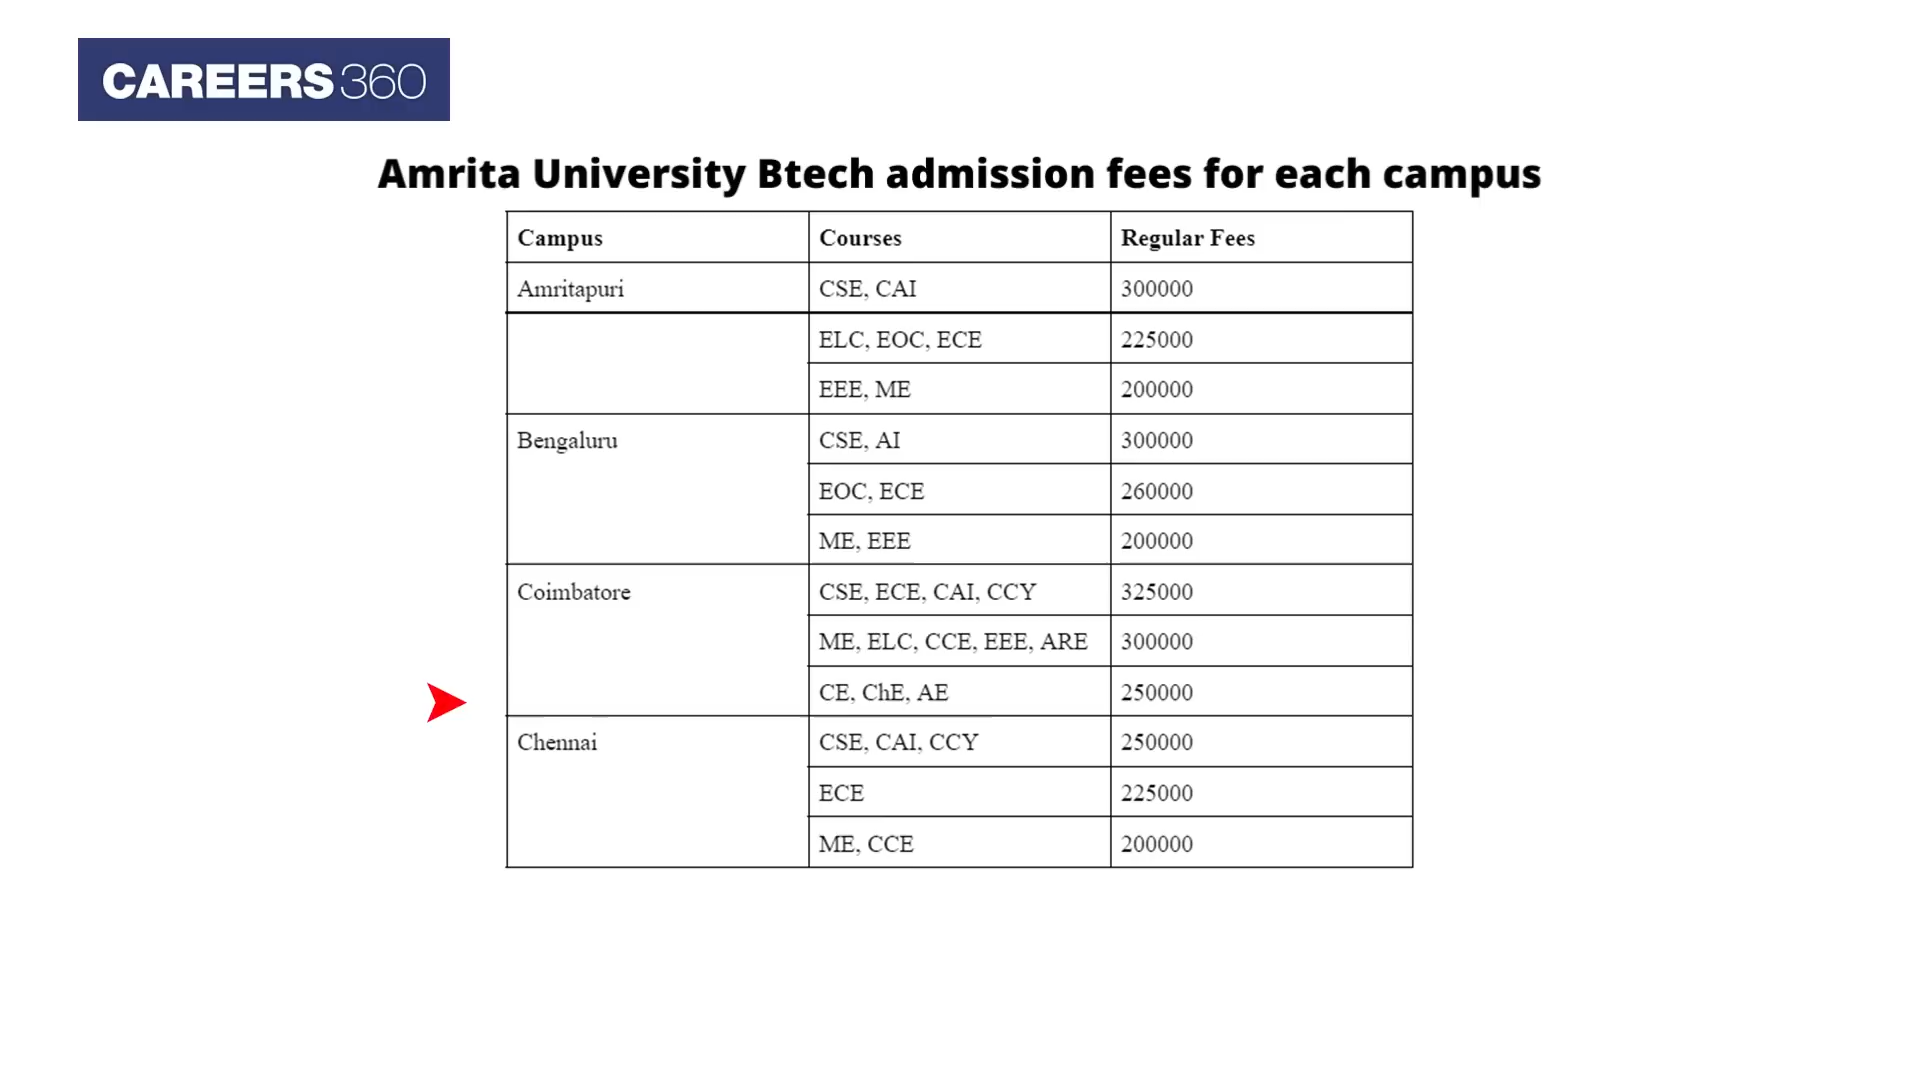 CAREERS360
Amrita University Btech admission fees for each campus
Campus Courses Regular Fees
Amritapuri CSE, CAI 300000
ELC, EOC, ECE 225000
EEE, ME 200000
Bengaluru CSE, AI 300000
EOC, ECE 260000
ME, EEE 200000
Coimbatore CSE, ECE, CAI, CCY 325000
ME, ELC, CCE, EEE, ARE 300000
CE, ChE, AE 250000
Chennai CSE, CAI, CCY 250000
ECE 225000
ME, CCE 200000